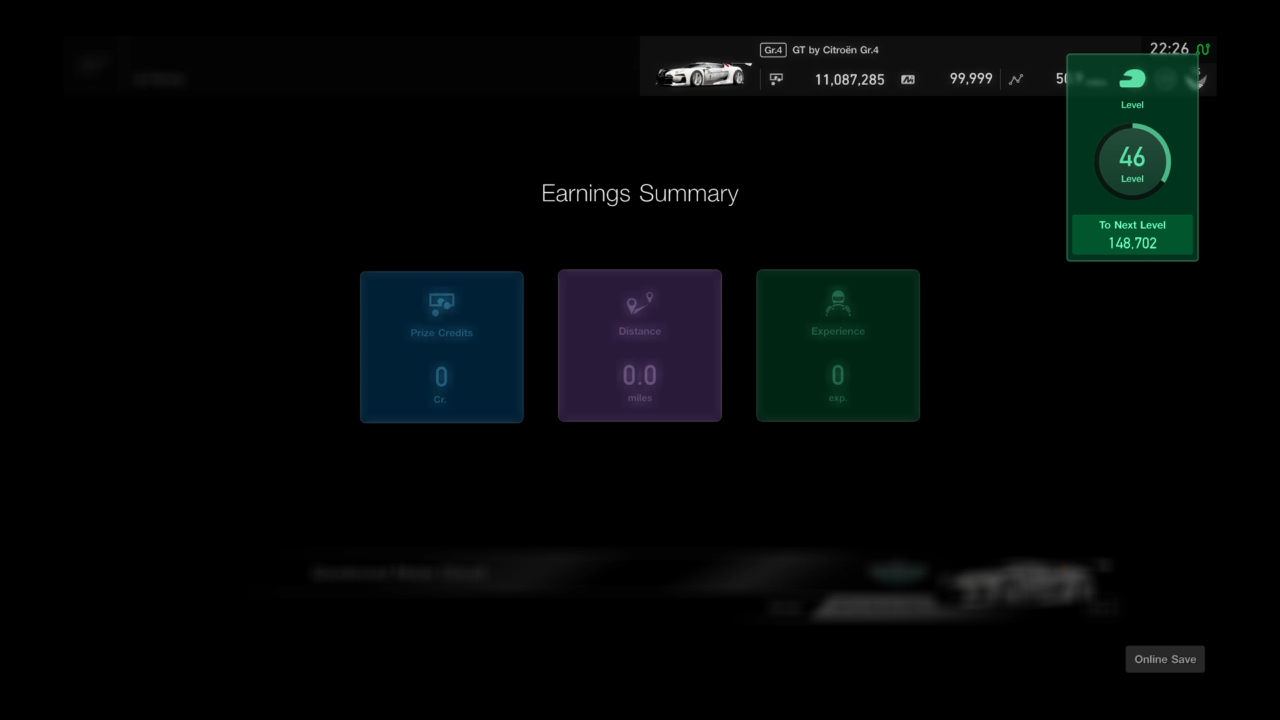 Gr.4 GT by Citroën Gr.4
22:26
11,087,285
99,999
Level
46
Level
To Next Level
148,702
Earnings Summary
Prize Credits
0
Cr.
Distance
0.0
miles
Experience
0
exp.
Online Save